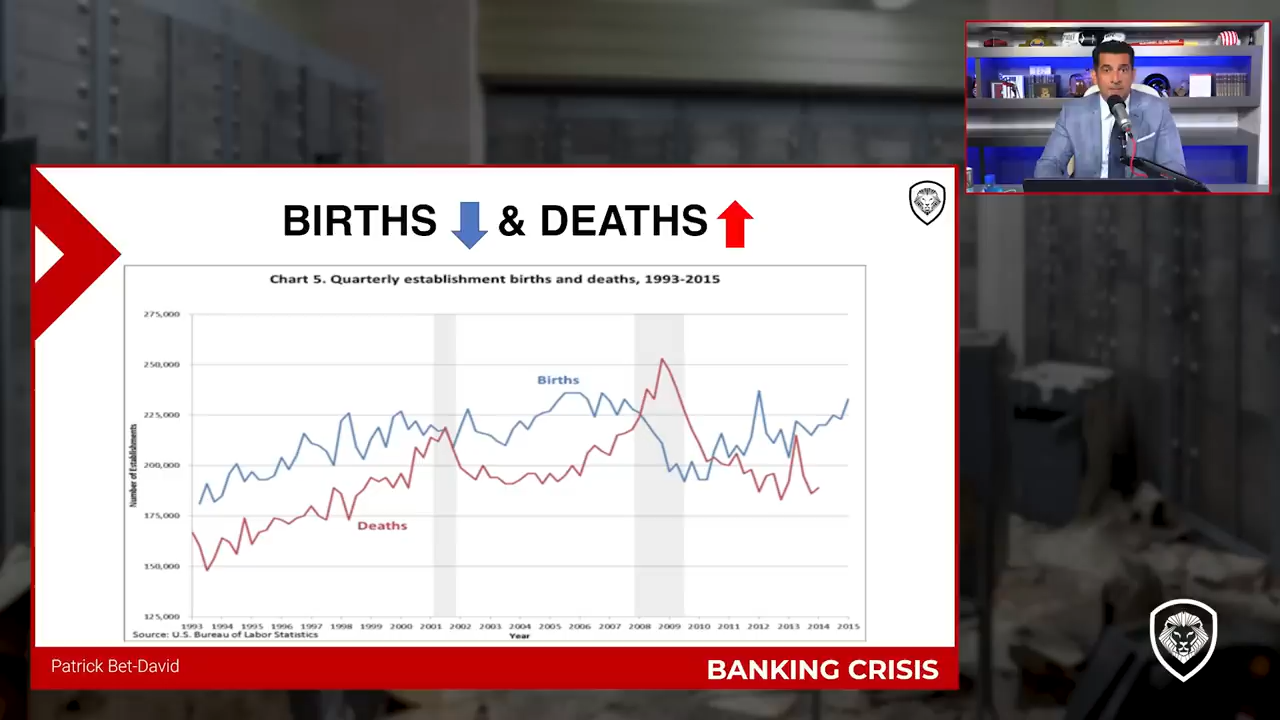 BIRTHS & DEATHS
Chart 5. Quarterly establishment births and deaths, 1993-2015
275,000
250,000
225,000
200,000
175,000
150,000
125,000
Number of Establishments
Births
Deaths
1993 1994 1995 1996 1997 1998 1999 2000 2001 2002 2003 2004 2005 2006 2007 2008 2009 2010 2011 2012 2013 2014 2015
Source: U.S. Bureau of Labor Statistics
Year
Patrick Bet-David
BANKING CRISIS